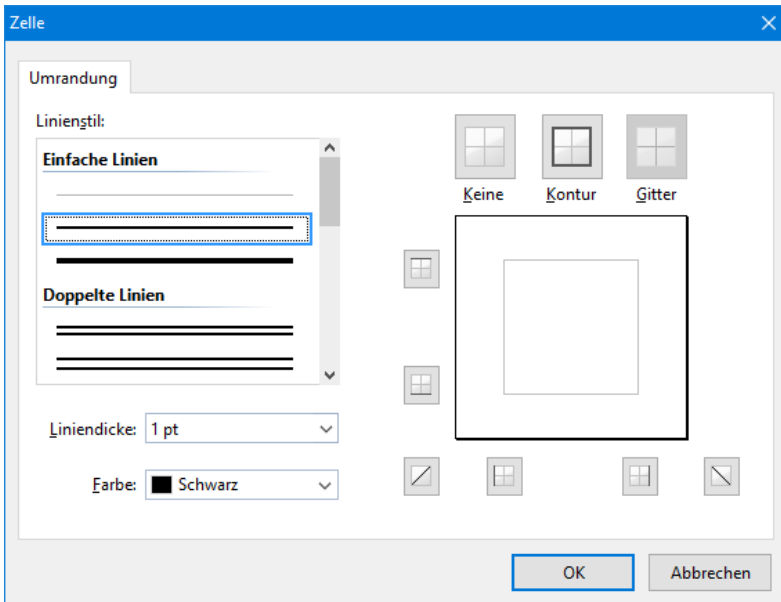 Zelle
Umrandung
Linienstil:
Einfache Linien
Doppelte Linien
Liniendicke: 1 pt
Farbe: Schwarz
Keine Kontur Gitter
OK Abbrechen